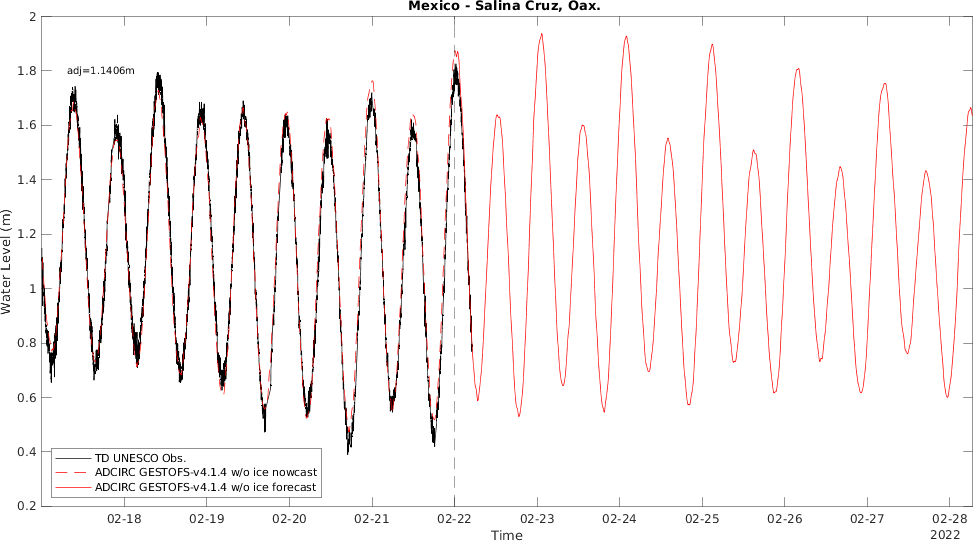 Mexico - Salina Cruz, Oax.
2
1.8
1.6
1.4
1.2
1
0.8
0.6
0.4
0.2
Water Level (m)
adj=1.1406m
TD UNESCO Obs.
ADCIRC GESTOFS-v4.1.4 w/o ice nowcast
ADCIRC GESTOFS-v4.1.4 w/o ice forecast
02-18 02-19 02-20 02-21 02-22 02-23 02-24 02-25 02-26 02-27 02-28
2022
Time